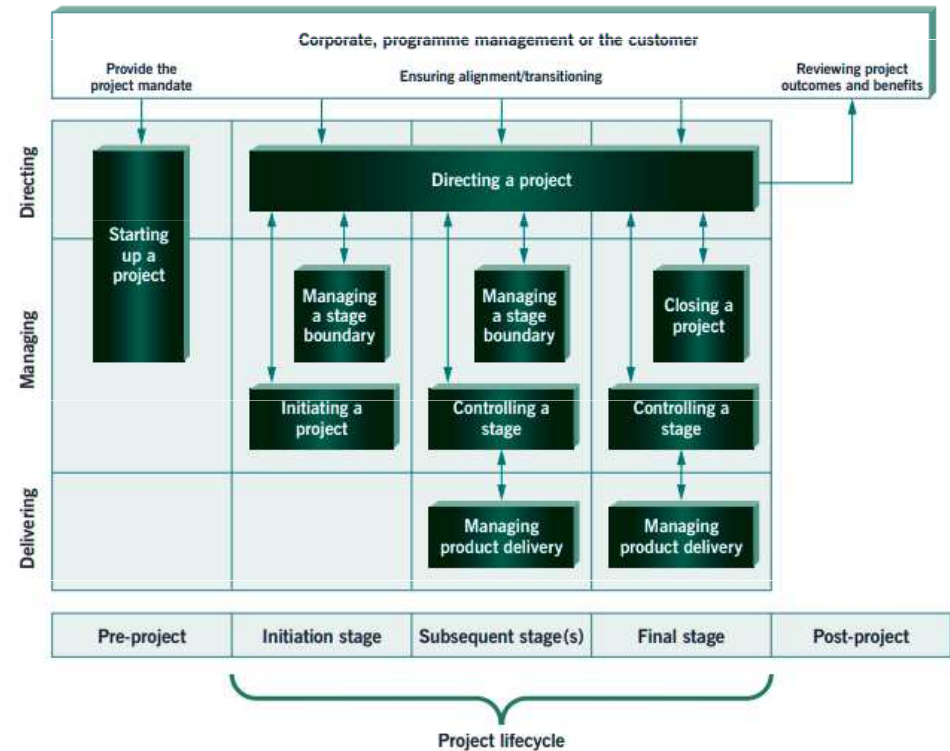 Corporate, programme management or the customer
Provide the
project mandate
Ensuring alignment/transitioning
Reviewing project
outcomes and benefits
Directing
Directing a project
Starting
up a
project
Managing
Managing
a stage
boundary
Managing
a stage
boundary
Closing a
project
Initiating a
project
Controlling a
stage
Controlling a
stage
Delivering
Managing
product delivery
Managing
product delivery
Pre-project
Initiation stage
Subsequent stage(s)
Final stage
Post-project
Project lifecycle